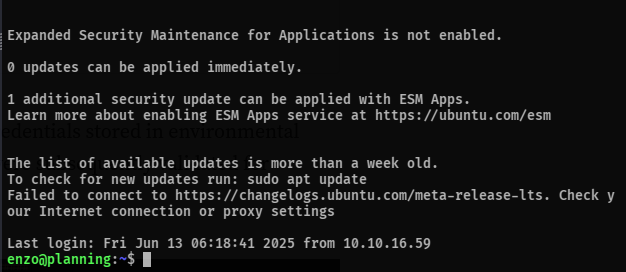 Expanded Security Maintenance for Applications is not enabled.
0 updates can be applied immediately.
1 additional security update can be applied with ESM Apps.
Learn more about enabling ESM Apps service at https://ubuntu.com/esm
edentials stored in environmental
The list of available updates is more than a week old.
To check for new updates run: sudo apt update
Failed to connect to https://changelogs.ubuntu.com/meta-release-lts. Check y
our Internet connection or proxy settings
Last login: Fri Jun 13 06:18:41 2025 from 10.10.16.59
enzo@planning:~$